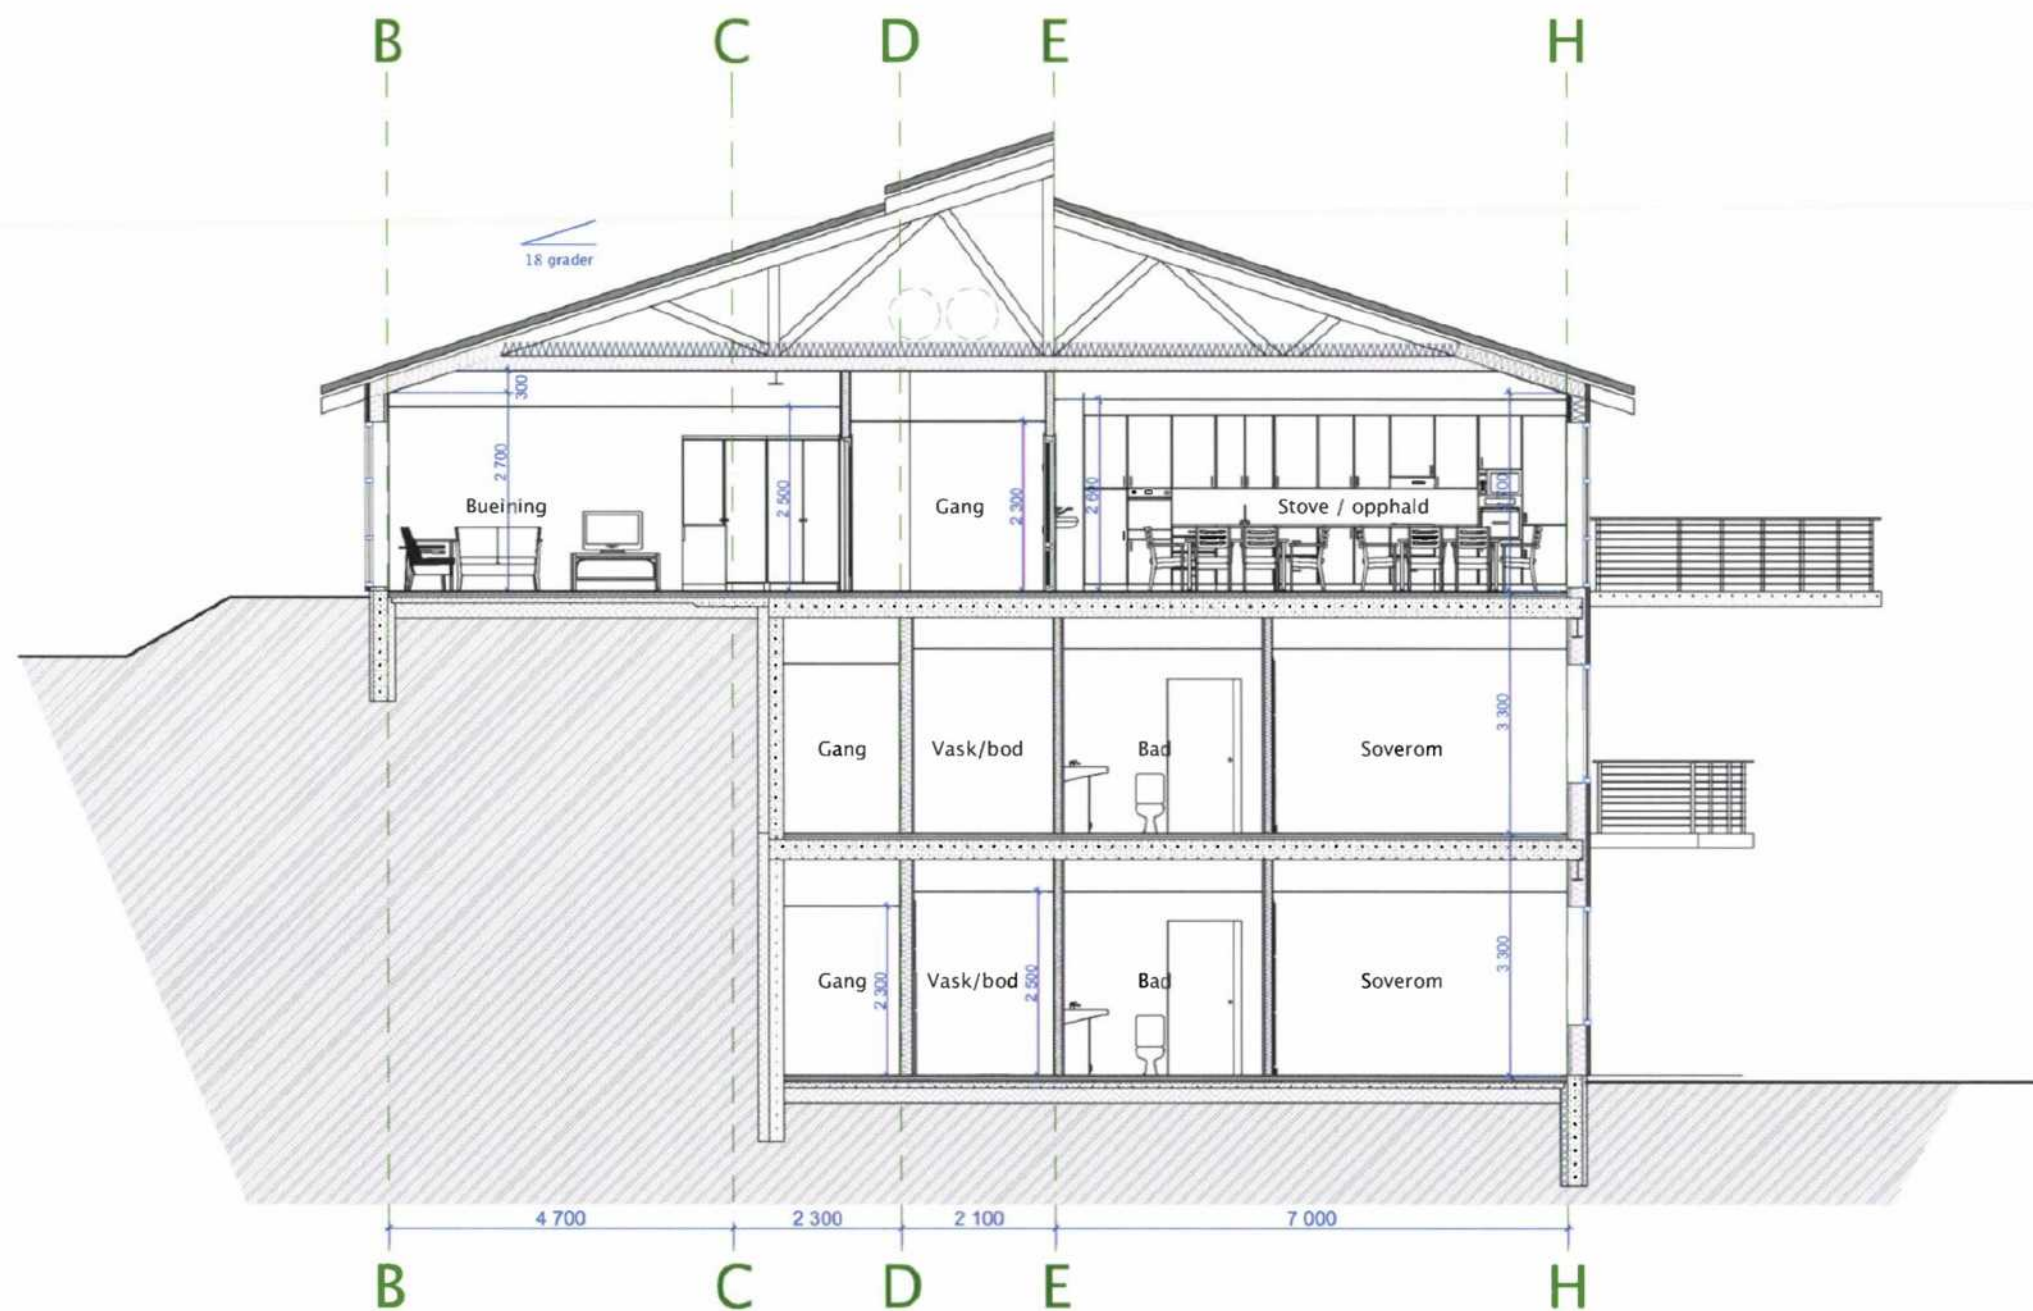 B C D E H
18 grader
300
2 700
2 500
2 300
Bueining
Gang
Stove / opphald
3 300
Gang
Vask/bod
Bad
Soverom
3 300
Gang
2 300
Vask/bod
2 500
Bad
Soverom
4 700
2 300
2 100
7 000
B C D E H